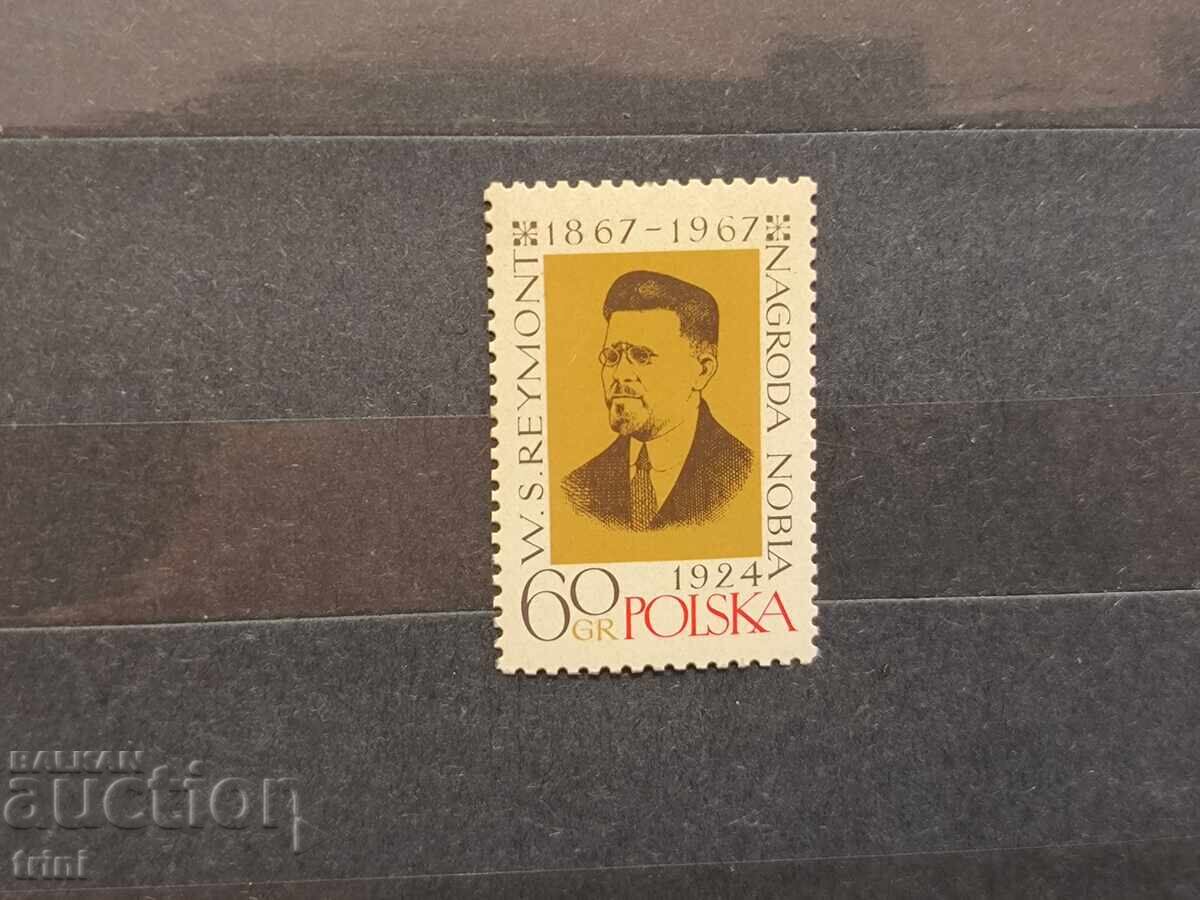 1867-1967
W.S.REYMONT
NAGRODA NOBLA
1924
60 GR POLSKA
BALKAN
auction
trini